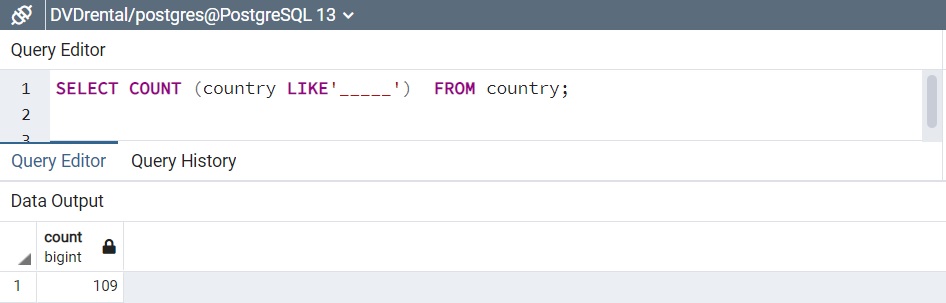 DVDrental/postgres@PostgreSQL 13
Query Editor
1 SELECT COUNT (country LIKE'_____')  FROM country;
2
3
Query Editor Query History
Data Output
count
bigint
1 109